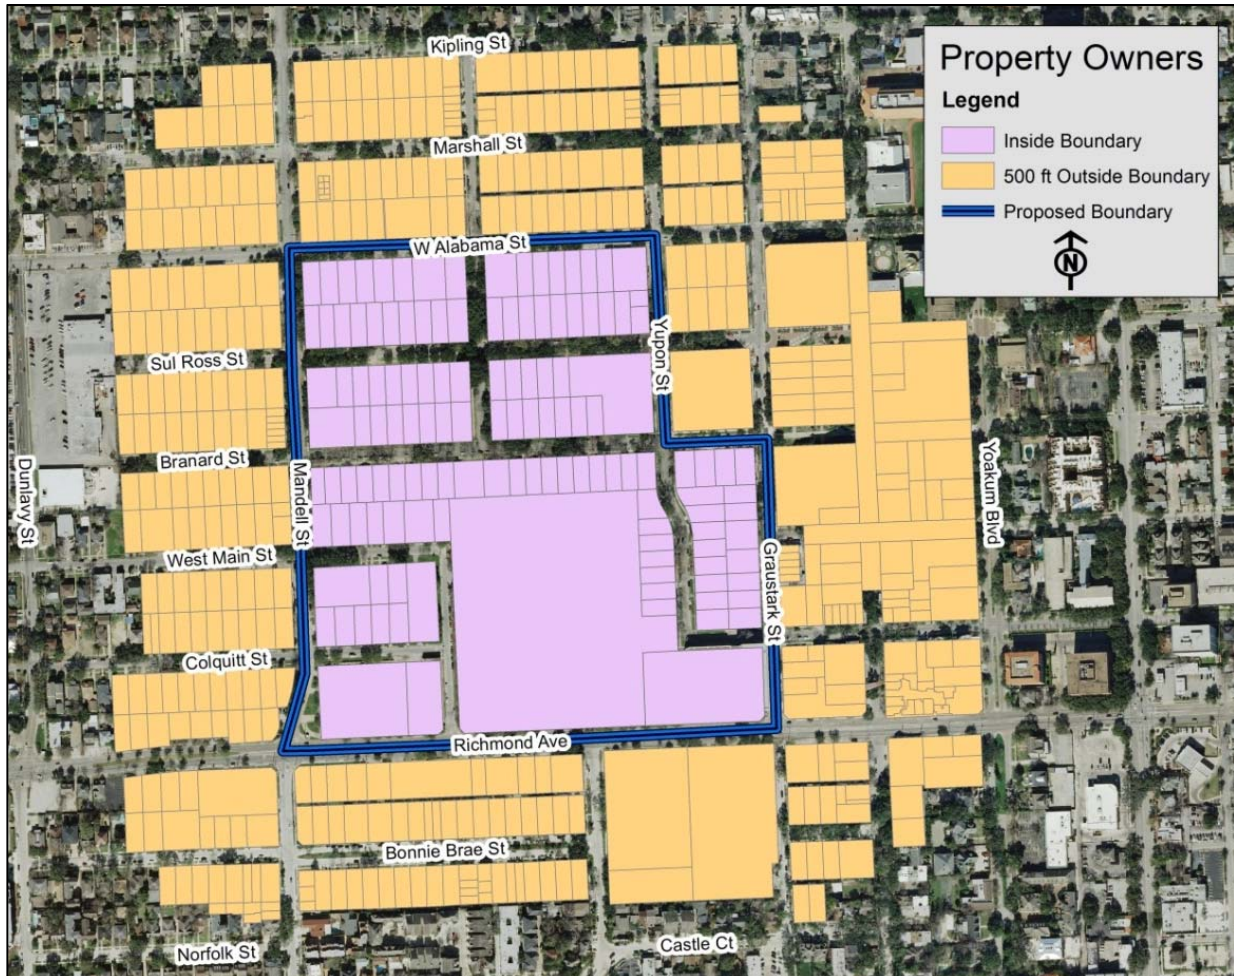 Kipling St
Property Owners
Legend
Marshall St
Inside Boundary
500 ft Outside Boundary
Proposed Boundary
N
W Alabama St
Sul Ross St
Yupon St
Branard St
Dunlavy St
Mandell St
Yoakum Blvd
West Main St
Graustark St
Colquitt St
Richmond Ave
Bonnie Brae St
Norfolk St
Castle Ct